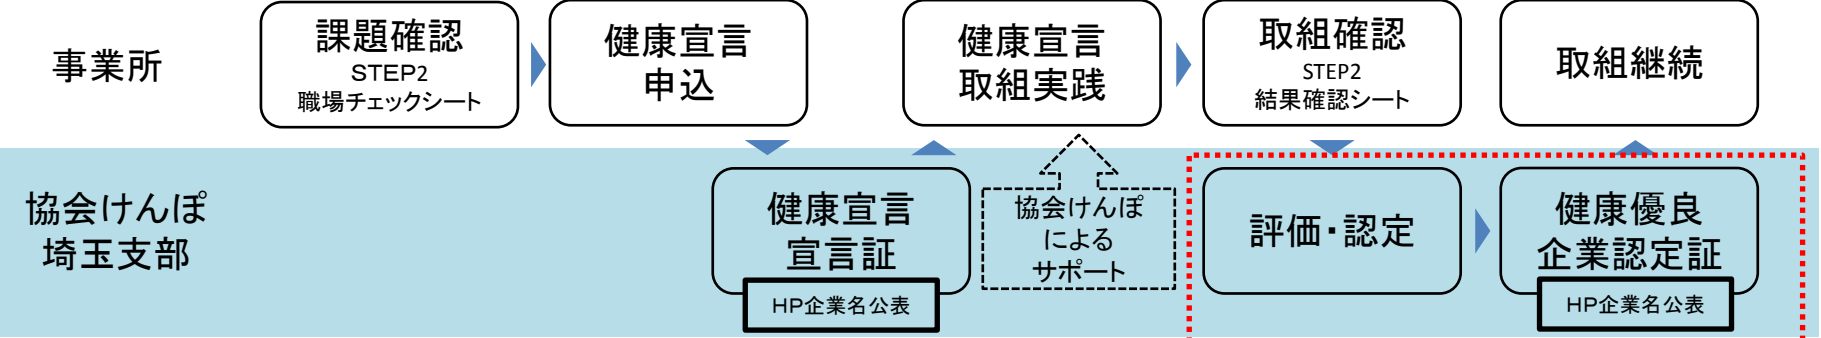 事業所
課題確認
STEP2
職場チェックシート
健康宣言
申込
健康宣言
取組実践
取組確認
STEP2
結果確認シート
取組継続
協会けんぽ
埼玉支部
健康宣言
宣言証
HP企業名公表
協会けんぽ
による
サポート
評価・認定
健康優良
企業認定証
HP企業名公表